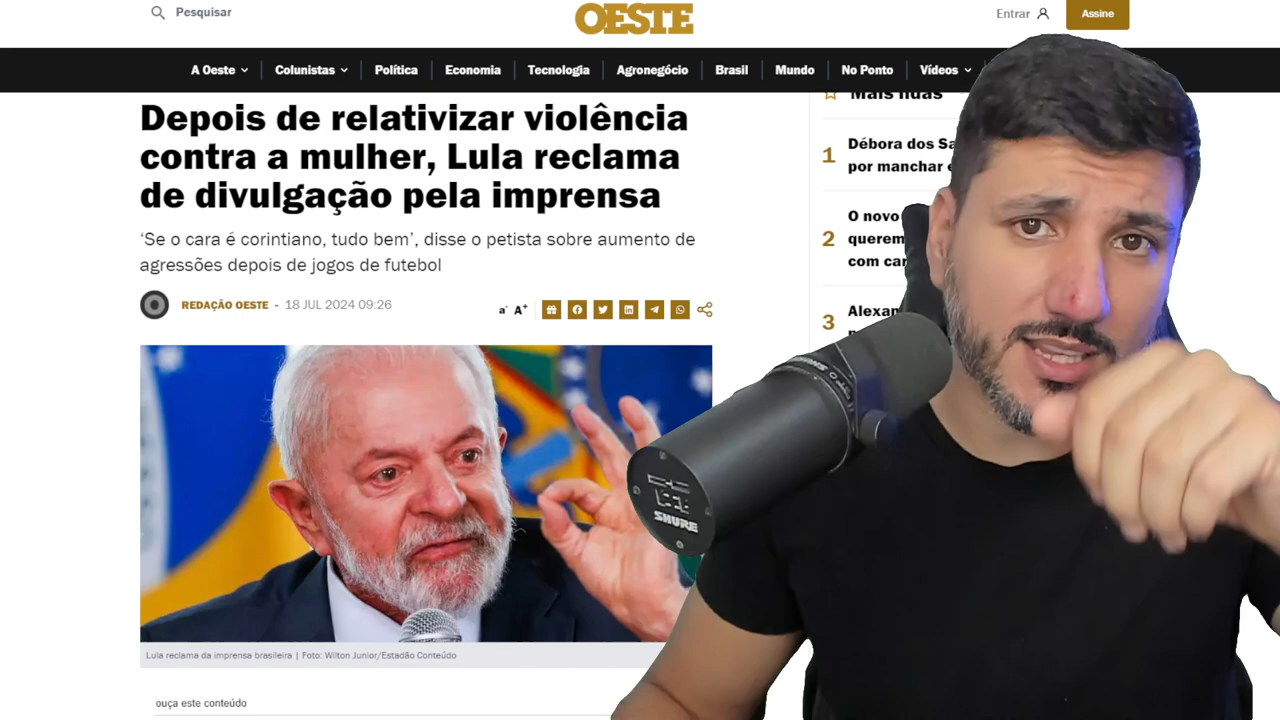 Pesquisar
OESTE
Entrar
Assine
A Oeste
Colunistas
Política
Economia
Tecnologia
Agronegócio
Brasil
Mundo
No Ponto
Vídeos
Depois de relativizar violência
contra a mulher, Lula reclama
de divulgação pela imprensa
‘Se o cara é corintiano, tudo bem’, disse o petista sobre aumento de
agressões depois de jogos de futebol
REDAÇÃO OESTE - 18 JUL 2024 09:26
a- A+
Lula reclama da imprensa brasileira | Foto: Wilton Junior/Estadão Conteúdo
ouça este conteúdo
Mais lidas
1 Débora dos
por manchar
2 O novo
querem
com
3
SHURE